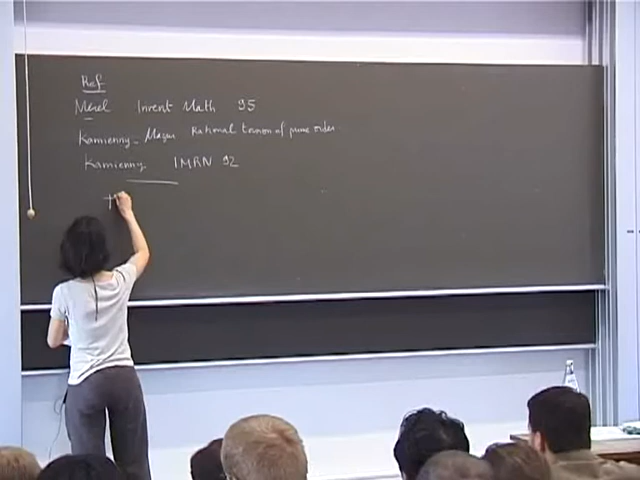 Ref
Merel Invent Math 95
Kamienny - Mazur Rational torsion of prime order
Kamienny IMRN 92